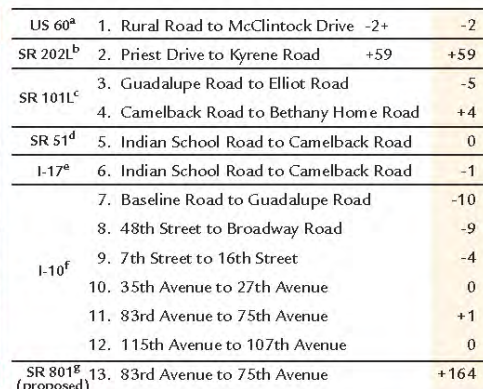 US 60a 1. Rural Road to McClintock Drive -2+ -2
SR 202Lb 2. Priest Drive to Kyrene Road +59 +59
SR 101Lc 3. Guadalupe Road to Elliot Road -5
4. Camelback Road to Bethany Home Road +4
SR 51d 5. Indian School Road to Camelback Road 0
I-17e 6. Indian School Road to Camelback Road -1
I-10f 7. Baseline Road to Guadalupe Road -10
8. 48th Street to Broadway Road -9
9. 7th Street to 16th Street -4
10. 35th Avenue to 27th Avenue 0
11. 83rd Avenue to 75th Avenue +1
12. 115th Avenue to 107th Avenue 0
SR 801g (proposed) 13. 83rd Avenue to 75th Avenue +164